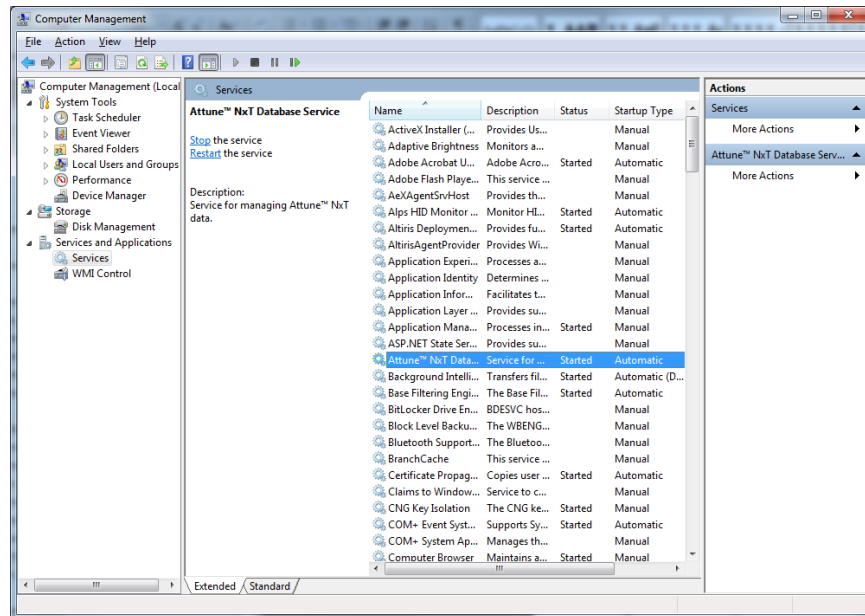 Computer Management
File Action View Help
Computer Management (Local
System Tools
Task Scheduler
Event Viewer
Shared Folders
Local Users and Groups
Performance
Device Manager
Storage
Disk Management
Services and Applications
Services
WMI Control
Services
Attune™ NxT Database Service
Stop the service
Restart the service
Description:
Service for managing Attune™ NxT
data.
Name Description Status Startup Type
ActiveX Installer (... Provides Us... Manual
Adaptive Brightness Monitors a... Manual
Adobe Acrobat U... Adobe Acro... Started Automatic
Adobe Flash Playe... This service ... Manual
AeXAgentSrvHost Provides th... Manual
Alps HID Monitor ... Monitor HI... Started Automatic
Altiris Deploymen... Provides fu... Started Automatic
AltirisAgentProvider Provides Wi... Manual
Application Experi... Processes a... Manual
Application Identity Determines ... Manual
Application Infor... Facilitates t... Manual
Application Layer ... Provides su... Manual
Application Mana... Processes in... Started Manual
ASP.NET State Ser... Provides su... Manual
Attune™ NxT Data... Service for ... Started Automatic
Background Intelli... Transfers fil... Started Automatic (D...
Base Filtering Engi... The Base Fil... Started Automatic
BitLocker Drive En... BDESVC hos... Manual
Block Level Backu... The WBENG... Manual
Bluetooth Support... The Bluetoo... Manual
BranchCache This service ... Manual
Certificate Propag... Copies user ... Started Automatic
Claims to Window... Service to c... Manual
CNG Key Isolation The CNG ke... Started Manual
COM+ Event Syst... Supports Sy... Started Automatic
COM+ System Ap... Manages th... Manual
Computer Browser Maintains a... Started Manual
Extended Standard
Actions
Services
More Actions
Attune™ NxT Database Serv...
More Actions